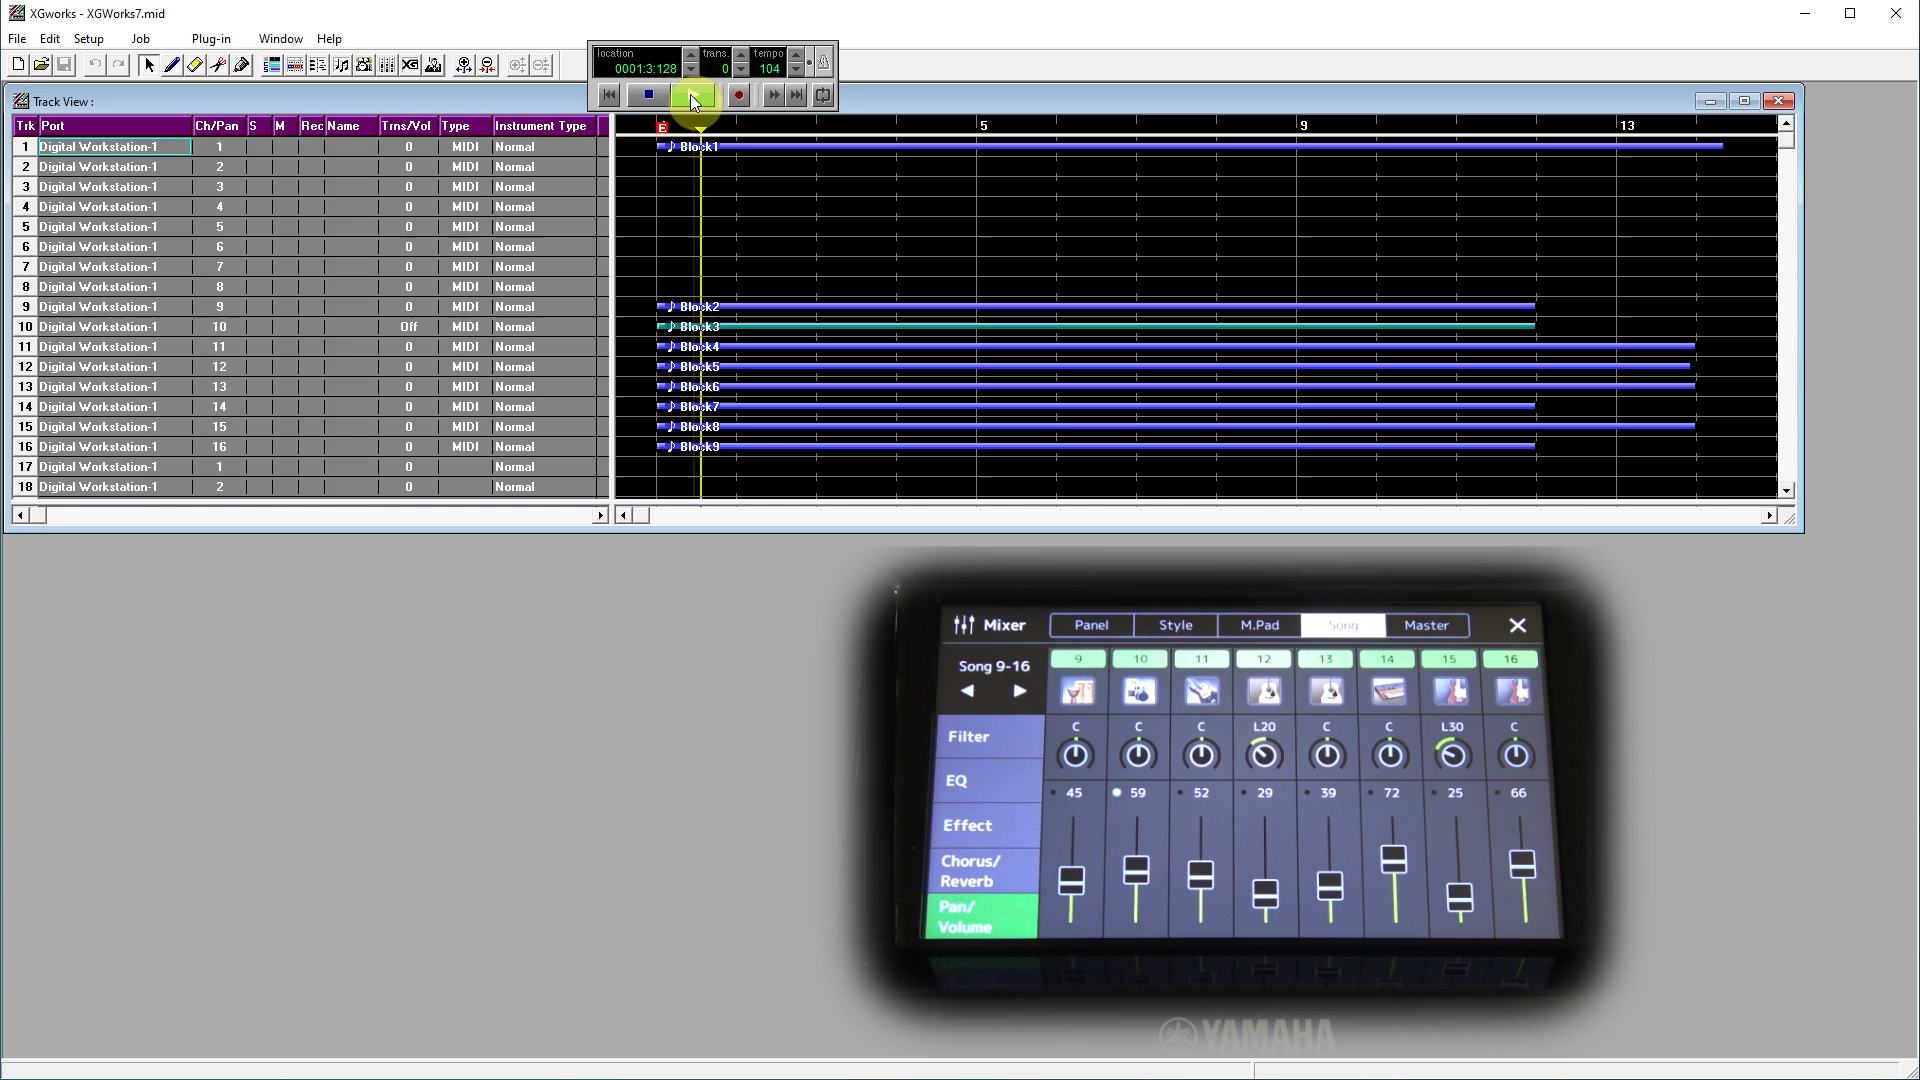 XGworks - XGWorks7.mid
File Edit Setup Job Plug-in Window Help
location trans. tempo
0001:3:128 0 104
XG
Track View :
Trk Port Ch/Pan S M Rec Name Trns/Vol Type Instrument Type
E 5 9 13
1 Digital Workstation-1 1 0 MIDI Normal Block1
2 Digital Workstation-1 2 0 MIDI Normal
3 Digital Workstation-1 3 0 MIDI Normal
4 Digital Workstation-1 4 0 MIDI Normal
5 Digital Workstation-1 5 0 MIDI Normal
6 Digital Workstation-1 6 0 MIDI Normal
7 Digital Workstation-1 7 0 MIDI Normal
8 Digital Workstation-1 8 0 MIDI Normal
9 Digital Workstation-1 9 0 MIDI Normal Block2
10 Digital Workstation-1 10 Off MIDI Normal Block3
11 Digital Workstation-1 11 0 MIDI Normal Block4
12 Digital Workstation-1 12 0 MIDI Normal Block5
13 Digital Workstation-1 13 0 MIDI Normal Block6
14 Digital Workstation-1 14 0 MIDI Normal Block7
15 Digital Workstation-1 15 0 MIDI Normal Block8
16 Digital Workstation-1 16 0 MIDI Normal Block9
17 Digital Workstation-1 1 0 Normal
18 Digital Workstation-1 2 0 Normal
Mixer Panel Style M.Pad Song Master
Song 9-16
9 10 11 12 13 14 15 16
C C C L20 C C L30 C
45 59 52 29 39 72 25 66
Filter
EQ
Effect
Chorus/
Reverb
Pan/
Volume
YAMAHA